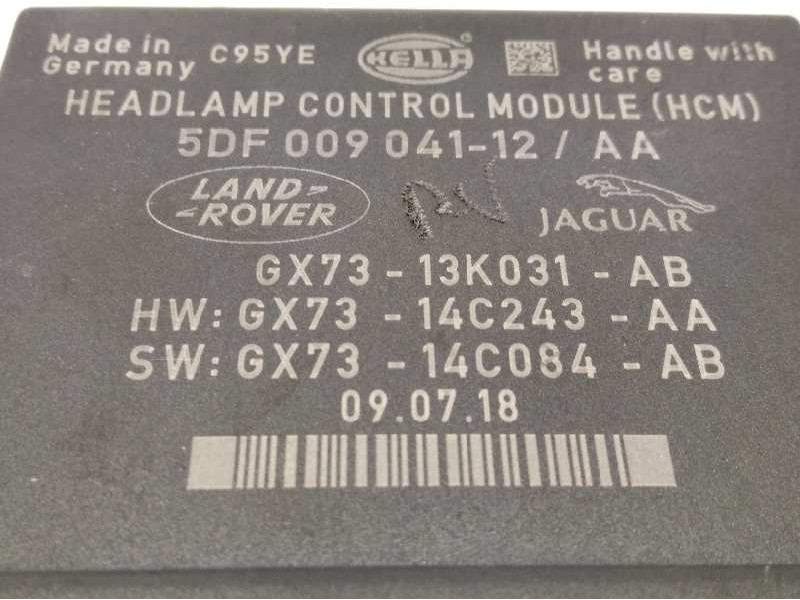 Made in Germany C95YE HELLA Handle with care
HEADLAMP CONTROL MODULE (HCM)
5DF 009 041-12 / AA
LAND-
-ROVER
JAGUAR
GX73 - 13K031 - AB
HW: GX73 - 14C243 - AA
SW: GX73 - 14C084 - AB
09.07.18